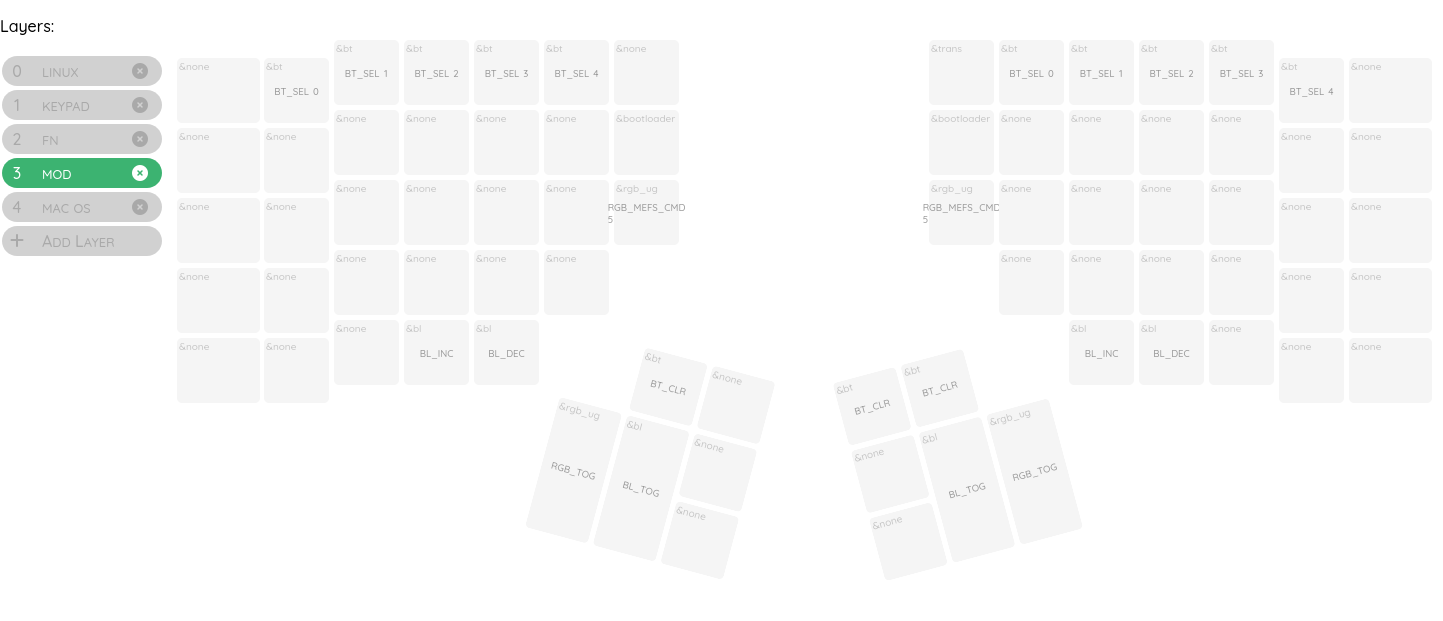 Layers:
0 LINUX
1 KEYPAD
2 FN
3 MOD
4 MAC OS
+ ADD LAYER
&none &bt &bt &bt &bt &bt &none
BT_SEL 0 BT_SEL 1 BT_SEL 2 BT_SEL 3 BT_SEL 4
&none &none &none &none &none &none &bootloader
&none &none &none &none &none &none &rgb_ug
RGB_MEFS_CMD
5
&none &none &none &none &none &none
&none &none &none &bl &bl
BL_INC BL_DEC
&bt &none
BT_CLR
&rgb_ug &bl &none
RGB_TOG BL_TOG
&none
&trans &bt &bt &bt &bt &bt &none
BT_SEL 0 BT_SEL 1 BT_SEL 2 BT_SEL 3 BT_SEL 4
&bootloader &none &none &none &none &none &none
&rgb_ug &none &none &none &none &none &none
RGB_MEFS_CMD
5
&none &none &none &none &none &none
&bl &bl &none &none &none
BL_INC BL_DEC
&bt &bt
BT_CLR BT_CLR
&none &bl &rgb_ug
BL_TOG RGB_TOG
&none